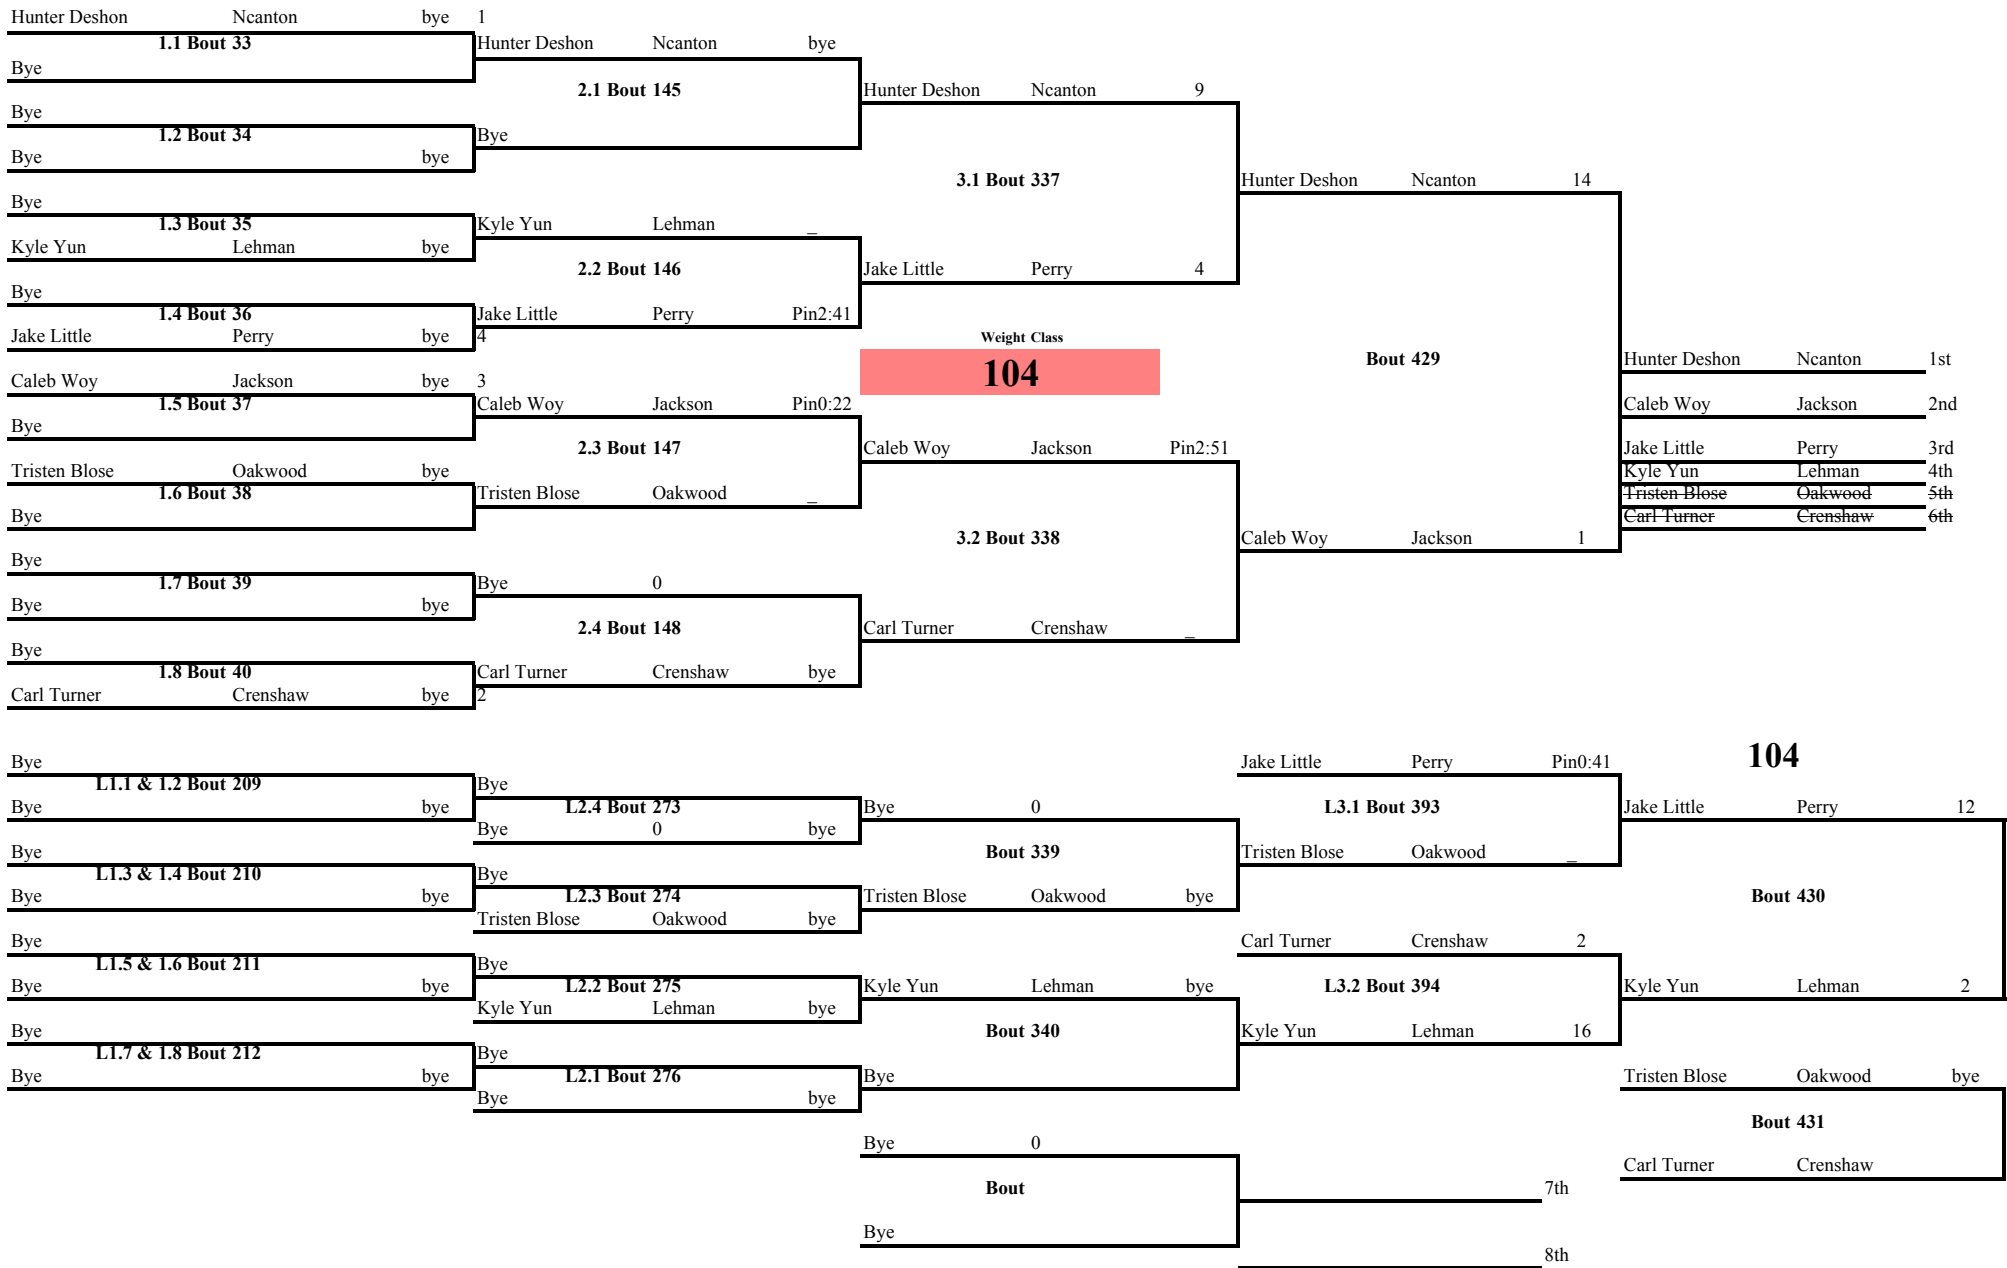 Hunter Deshon Ncanton bye 1
1.1 Bout 33
Bye
Bye
1.2 Bout 34
Bye bye
Bye
1.3 Bout 35
Kyle Yun Lehman bye
Bye
1.4 Bout 36
Jake Little Perry bye 4
Caleb Woy Jackson bye 3
1.5 Bout 37
Bye
Tristen Blose Oakwood bye
1.6 Bout 38
Bye
Bye
1.7 Bout 39
Bye bye
Bye
1.8 Bout 40
Carl Turner Crenshaw bye 2
Hunter Deshon Ncanton bye
2.1 Bout 145
Bye
Kyle Yun Lehman _
2.2 Bout 146
Jake Little Perry Pin2:41
Caleb Woy Jackson Pin0:22
2.3 Bout 147
Tristen Blose Oakwood _
Bye 0
2.4 Bout 148
Carl Turner Crenshaw bye
Hunter Deshon Ncanton 9
3.1 Bout 337
Jake Little Perry 4
Weight Class
104
Caleb Woy Jackson Pin2:51
3.2 Bout 338
Carl Turner Crenshaw _
Hunter Deshon Ncanton 14
Bout 429
Caleb Woy Jackson 1
Hunter Deshon Ncanton 1st
Caleb Woy Jackson 2nd
Jake Little Perry 3rd
Kyle Yun Lehman 4th
Tristen Blose Oakwood 5th
Carl Turner Crenshaw 6th
Bye
L1.1 & 1.2 Bout 209
Bye bye
Bye
L1.3 & 1.4 Bout 210
Bye bye
Bye
L1.5 & 1.6 Bout 211
Bye bye
Bye
L1.7 & 1.8 Bout 212
Bye bye
Bye
L2.4 Bout 273
Bye 0 bye
Bye
L2.3 Bout 274
Tristen Blose Oakwood bye
Bye
L2.2 Bout 275
Kyle Yun Lehman bye
Bye
L2.1 Bout 276
Bye bye
Bye 0
Bout 339
Tristen Blose Oakwood bye
Kyle Yun Lehman bye
Bout 340
Bye
Bye 0
Bout
Bye
7th
8th
Jake Little Perry Pin0:41
L3.1 Bout 393
Tristen Blose Oakwood _
Carl Turner Crenshaw 2
L3.2 Bout 394
Kyle Yun Lehman 16
104
Jake Little Perry 12
Bout 430
Kyle Yun Lehman 2
Tristen Blose Oakwood bye
Bout 431
Carl Turner Crenshaw